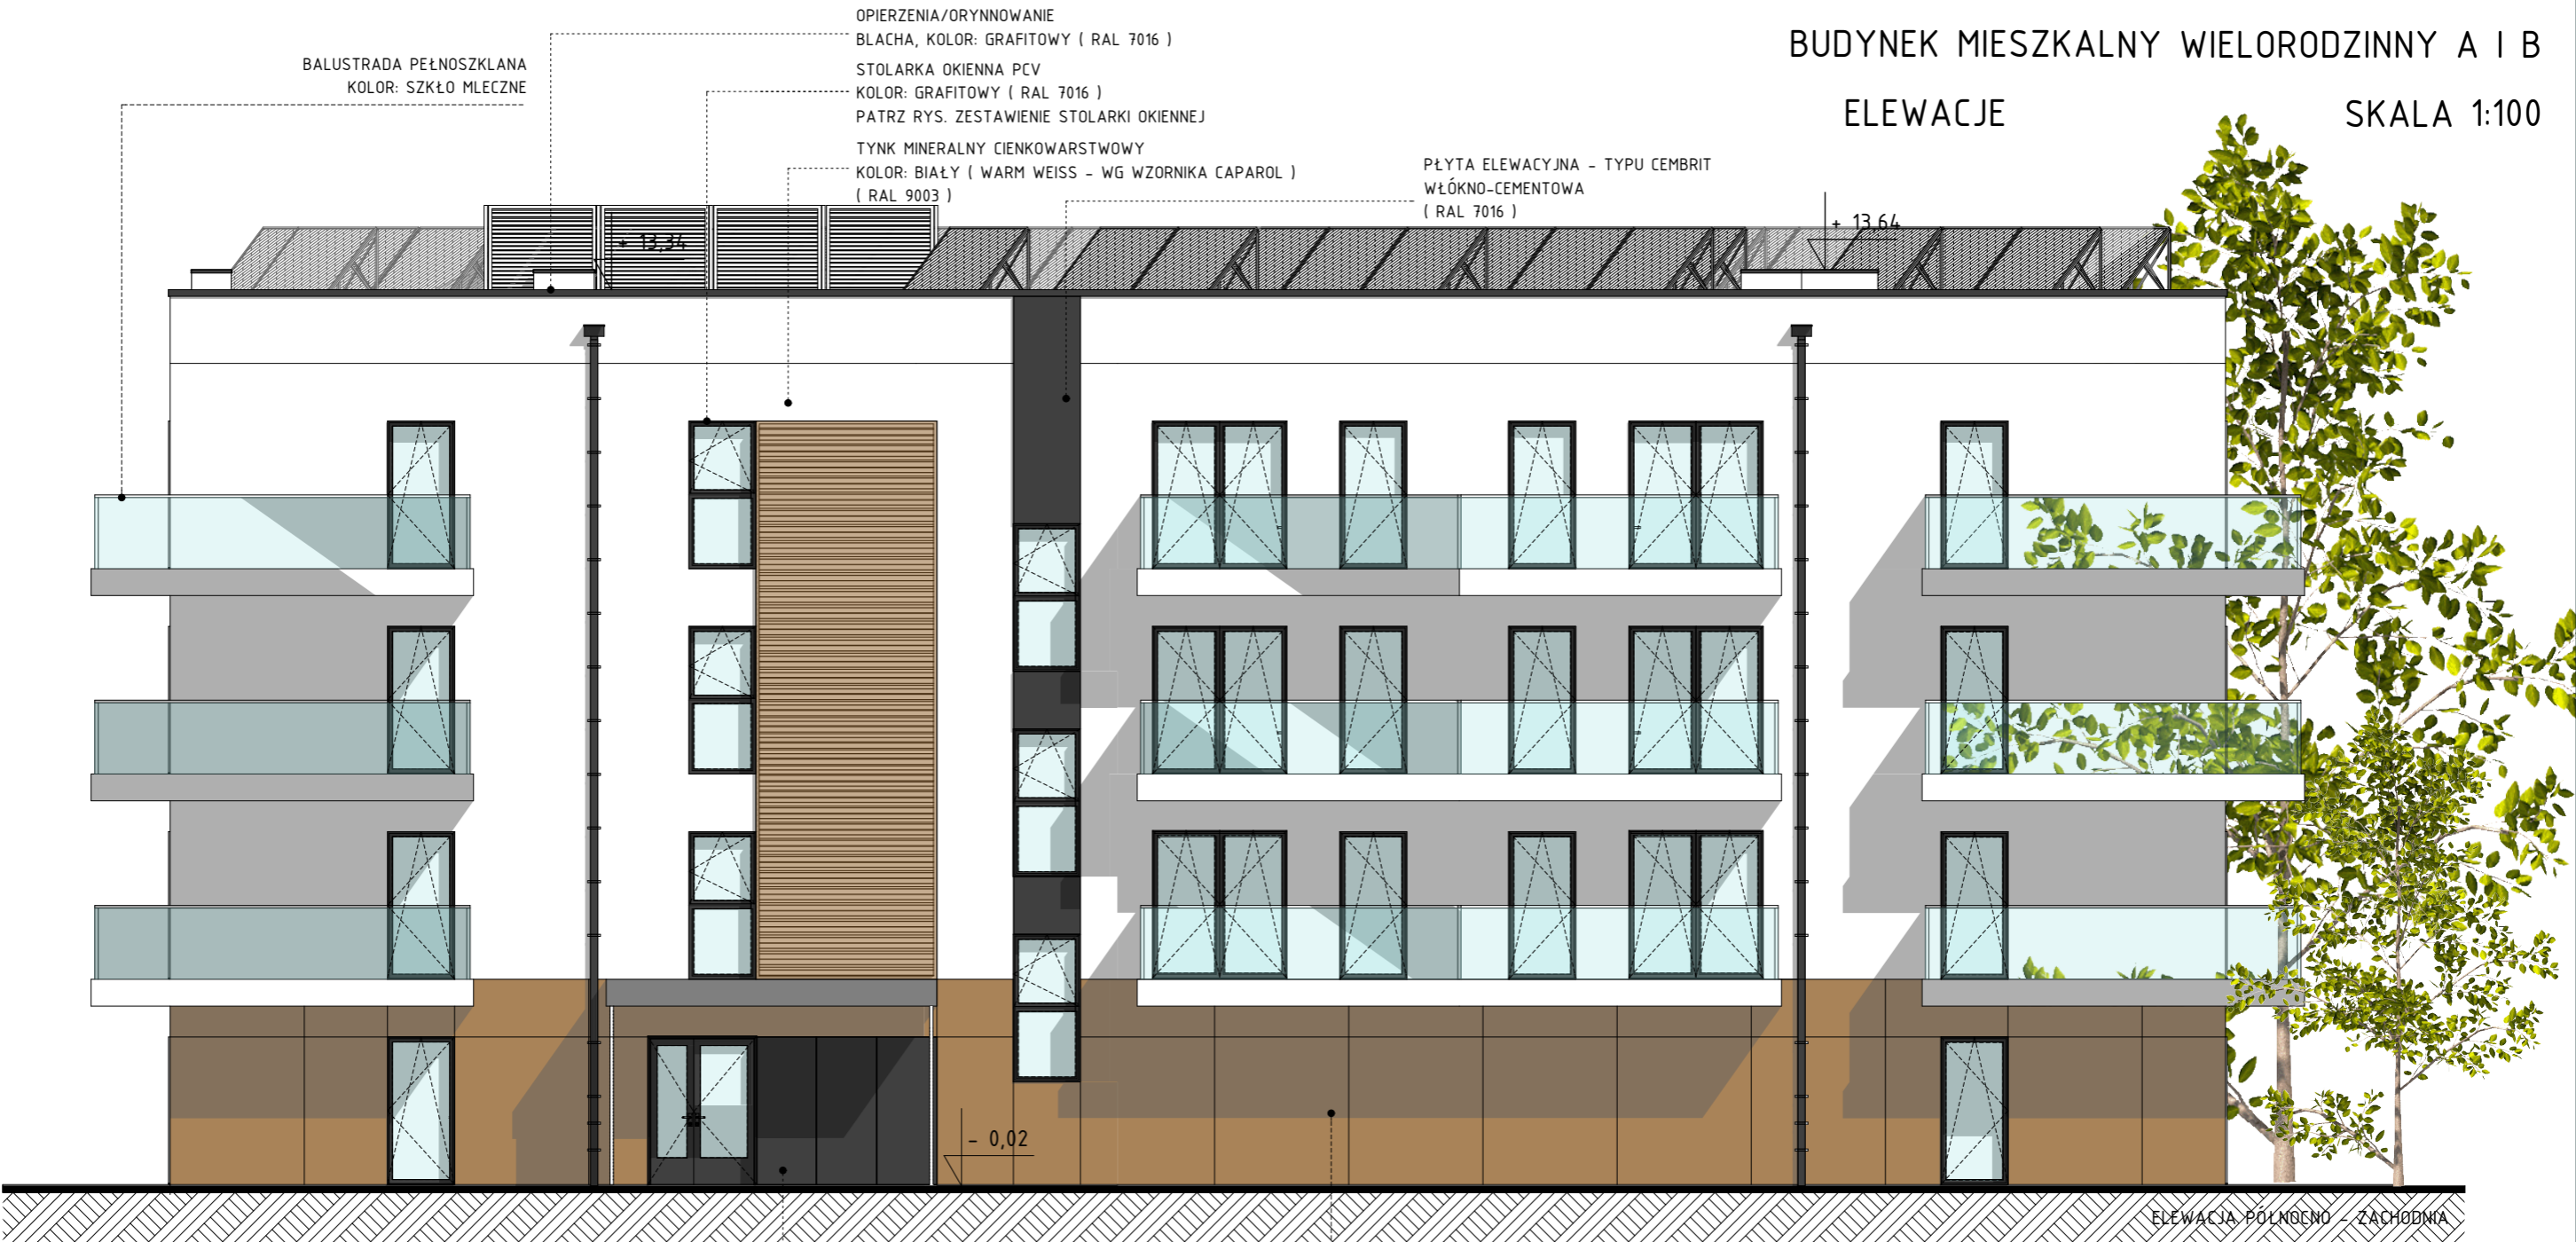 OPIERZENIA/ORYNNOWANIE
BLACHA, KOLOR: GRAFITOWY ( RAL 7016 )
BUDYNEK MIESZKALNY WIELORODZINNY A I B
BALUSTRADA PEŁNOSZKLANA
KOLOR: SZKŁO MLECZNE
STOLARKA OKIENNA PCV
KOLOR: GRAFITOWY ( RAL 7016 )
PATRZ RYS. ZESTAWIENIE STOLARKI OKIENNEJ
ELEWACJE
SKALA 1:100
TYNK MINERALNY CIENKOWARSTWOWY
KOLOR: BIAŁY ( WARM WEISS - WG WZORNIKA CAPAROL )
( RAL 9003 )
PŁYTA ELEWACYJNA - TYPU CEMBRIT
WŁÓKNO-CEMENTOWA
( RAL 7016 )
+ 13,34
+ 13,64
- 0,02
ELEWACJA PÓŁNOCNO - ZACHODNIA